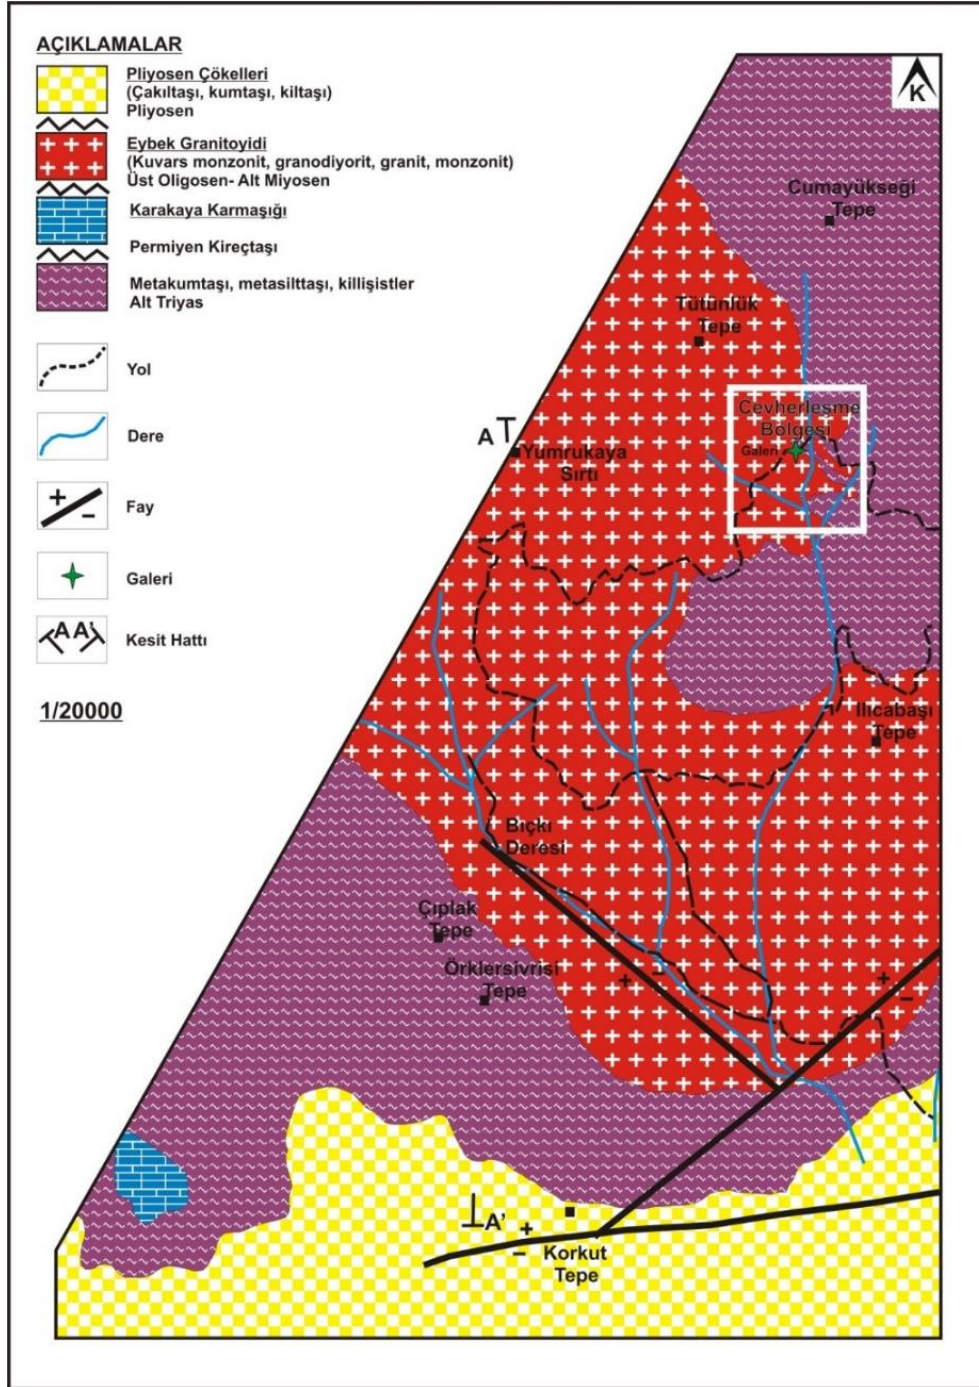 AÇIKLAMALAR
Pliyosen Çökelleri
(Çakıltaşı, kumtaşı, kiltaşı)
Pliyosen
Eybek Granitoyidi
(Kuvars monzonit, granodiyorit, granit, monzonit)
Üst Oligosen- Alt Miyosen
Karakaya Karmaşığı
Permiyen Kireçtaşı
Metakumtaşı, metasilttaşı, killişistler
Alt Triyas
Yol
Dere
+
-
Fay
Galeri
A A'
Kesit Hattı
1/20000
K
Cumayükseği
Tepe
Tütünlük
Tepe
Cevherleşme
Bölgesi
Galeri
A
Yumrukaya
Sırtı
Ilıcabaşı
Tepe
Bıçkı
Deresi
Çıplak
Tepe
Örklersivrisi
Tepe
+
-
+
-
A'
+
-
Korkut
Tepe